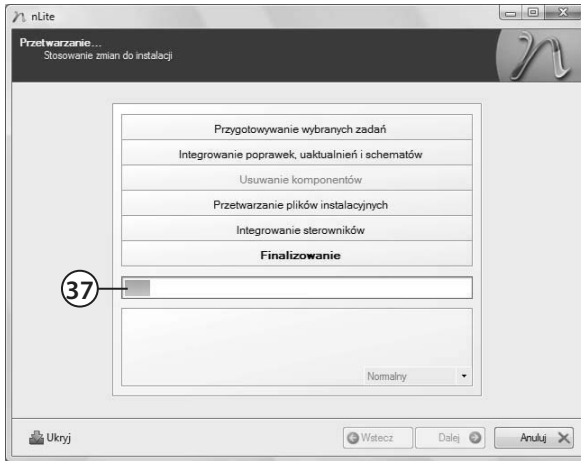 nLite
Przetwarzanie...
Stosowanie zmian do instalacji
Przygotowywanie wybranych zadań
Integrowanie poprawek, uaktualnień i schematów
Usuwanie komponentów
Przetwarzanie plików instalacyjnych
Integrowanie sterowników
Finalizowanie
37
Normalny
Ukryj
Wstecz
Dalej
Anuluj